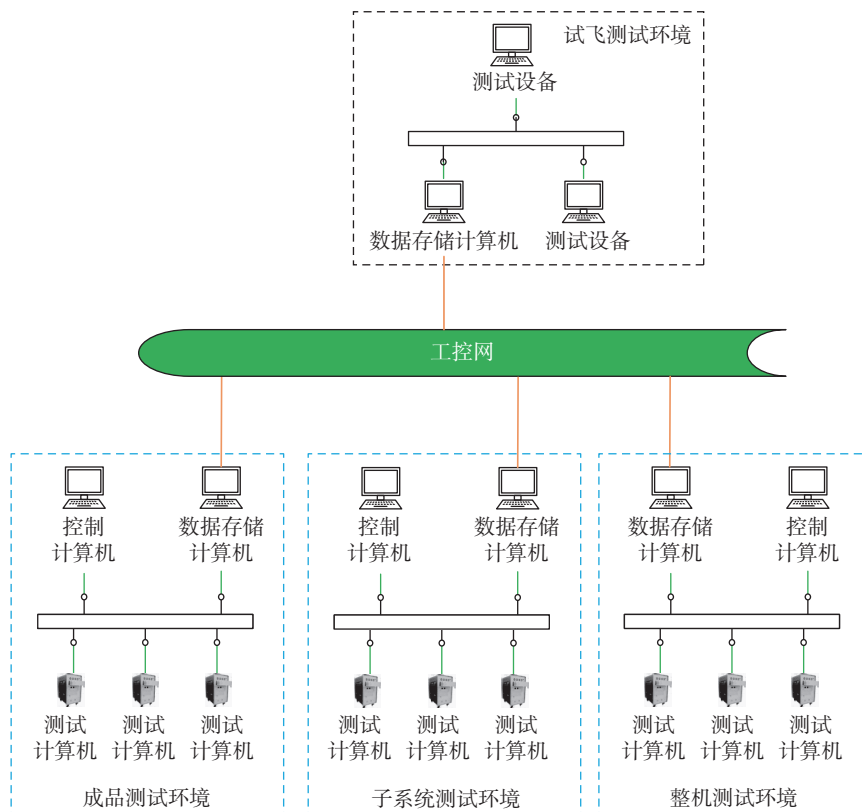 试飞测试环境
测试设备
数据存储计算机
测试设备
工控网
控制
计算机
数据存储
计算机
测试
计算机
测试
计算机
测试
计算机
成品测试环境
控制
计算机
数据存储
计算机
测试
计算机
测试
计算机
测试
计算机
子系统测试环境
数据存储
计算机
控制
计算机
测试
计算机
测试
计算机
测试
计算机
整机测试环境